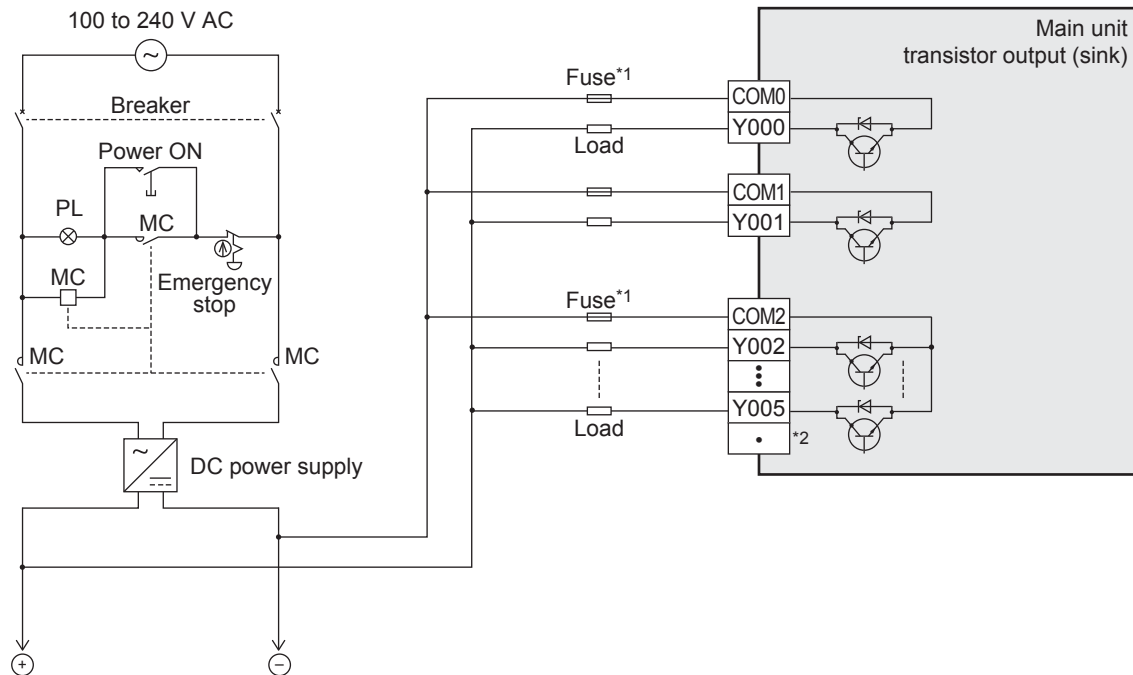 100 to 240 V AC
Main unit
transistor output (sink)
Breaker
Fuse*1
COM0
Power ON
Load
Y000
COM1
PL
MC
Y001
MC
Emergency
stop
Fuse*1
COM2
MC
MC
Y002
Y005
Load
*2
DC power supply
+
−